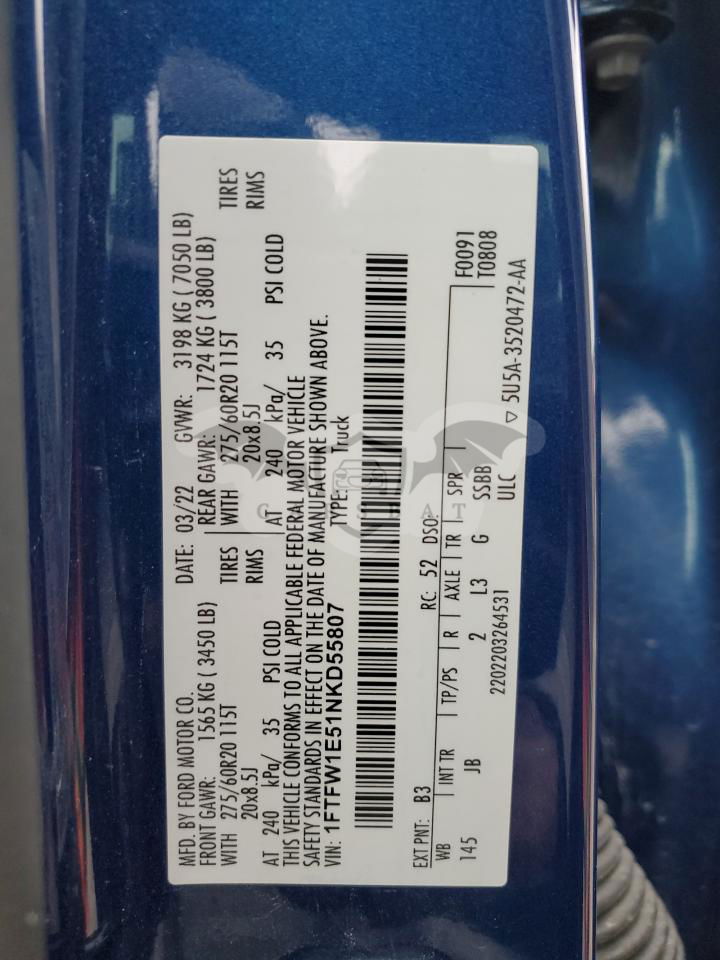 MFD. BY FORD MOTOR CO.
DATE: 03/22 GVWR: 3198 KG ( 7050 LB)
FRONT GAWR: 1565 KG ( 3450 LB)
REAR GAWR: 1724 KG ( 3800 LB)
WITH 275/60R20 115T TIRES
WITH 275/60R20 115T TIRES
20x8.5J RIMS
20x8.5J RIMS
AT 240 kPa/ 35 PSI COLD
AT 240 kPa/ 35 PSI COLD
THIS VEHICLE CONFORMS TO ALL APPLICABLE FEDERAL MOTOR VEHICLE
SAFETY STANDARDS IN EFFECT ON THE DATE OF MANUFACTURE SHOWN ABOVE.
VIN: 1FTFW1E51NKD55807 TYPE: Truck
EXT PNT: B3 RC: 52 DSO: F0091
WB INT TR TP/PS R AXLE TR SPR T0808
145 JB 2 L3 G SSBB
2202203264531 ULC ▽ 5U5A-3520472-AA